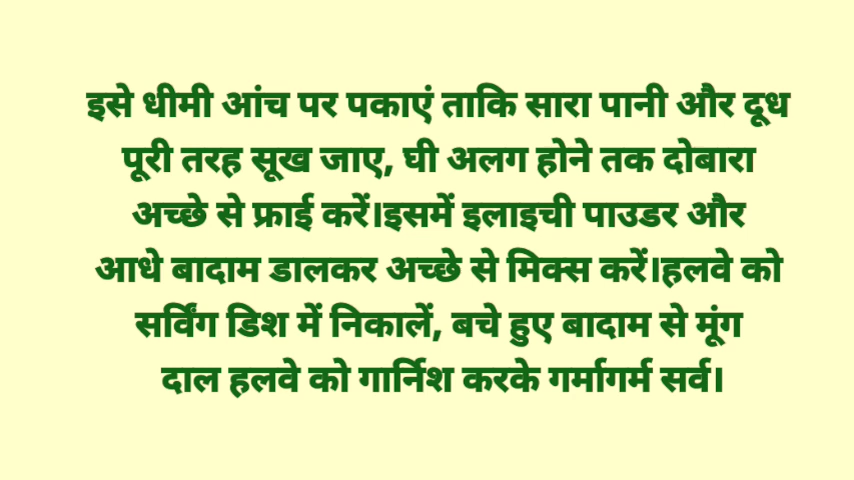 इसे धीमी आंच पर पकाएं ताकि सारा पानी और दूध
पूरी तरह सूख जाए, घी अलग होने तक दोबारा
अच्छे से फ्राई करें।इसमें इलाइची पाउडर और
आधे बादाम डालकर अच्छे से मिक्स करें।हलवे को
सर्विंग डिश में निकालें, बचे हुए बादाम से मूंग
दाल हलवे को गार्निश करके गर्मागर्म सर्व।